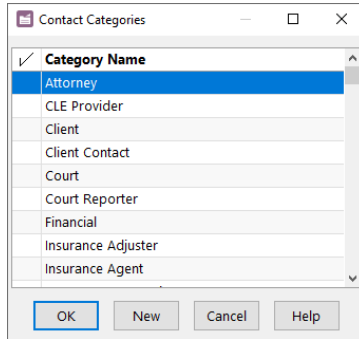 Contact Categories
Category Name
Attorney
CLE Provider
Client
Client Contact
Court
Court Reporter
Financial
Insurance Adjuster
Insurance Agent
OK New Cancel Help